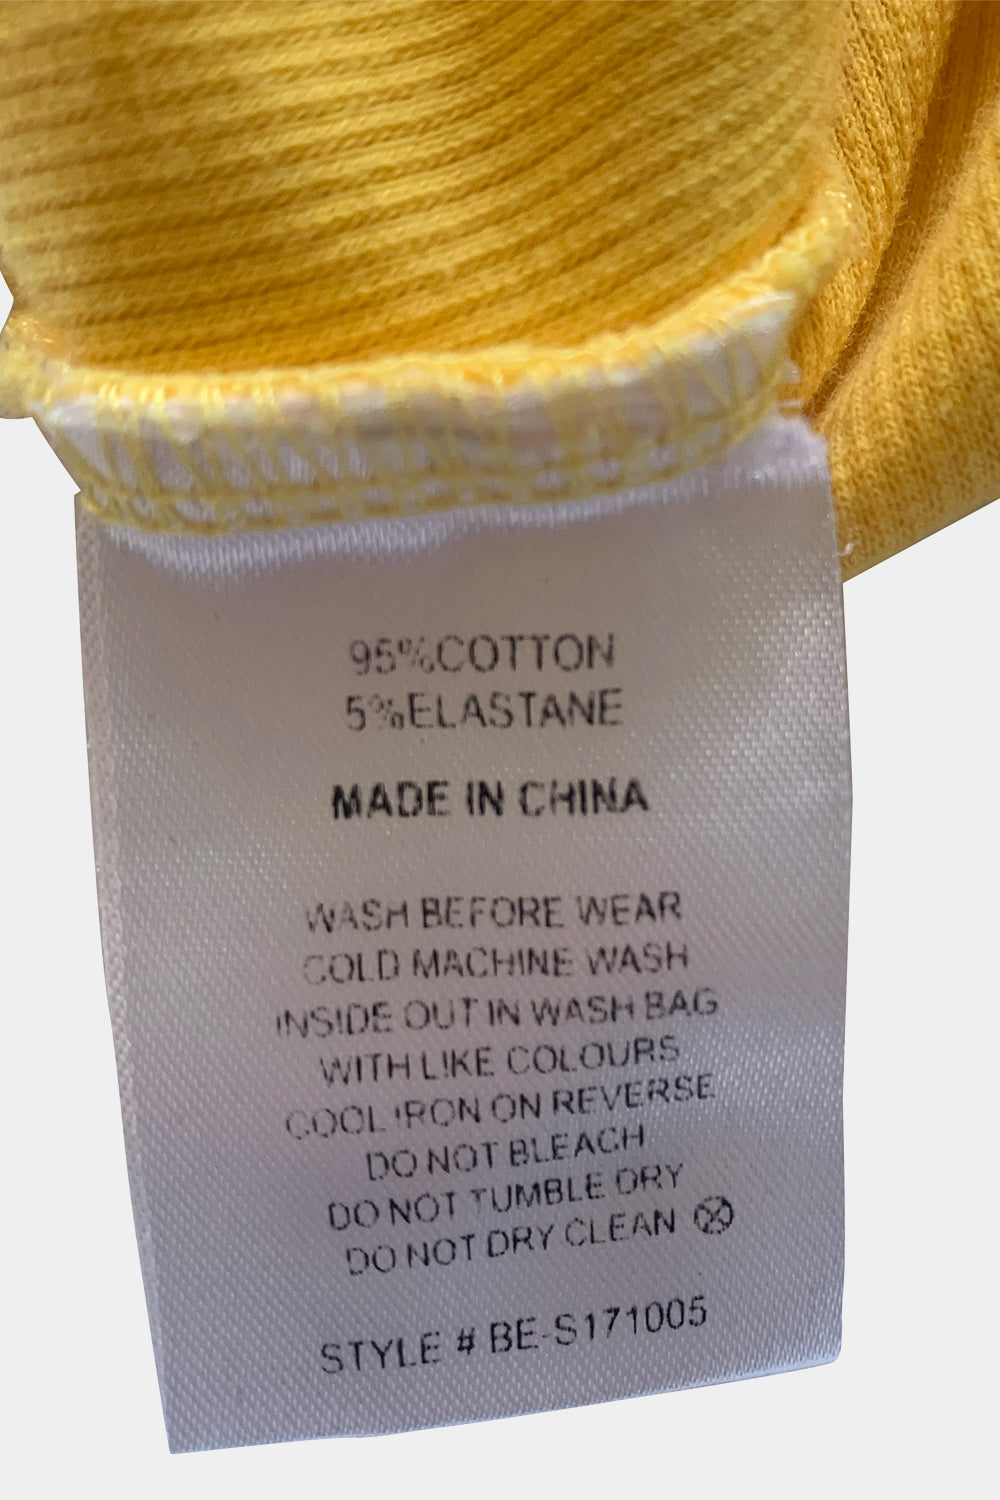 95%COTTON
5%ELASTANE
MADE IN CHINA
WASH BEFORE WEAR
COLD MACHINE WASH
INSIDE OUT IN WASH BAG
WITH LIKE COLOURS
COOL IRON ON REVERSE
DO NOT BLEACH
DO NOT TUMBLE DRY
DO NOT DRY CLEAN
STYLE # BE-S171005